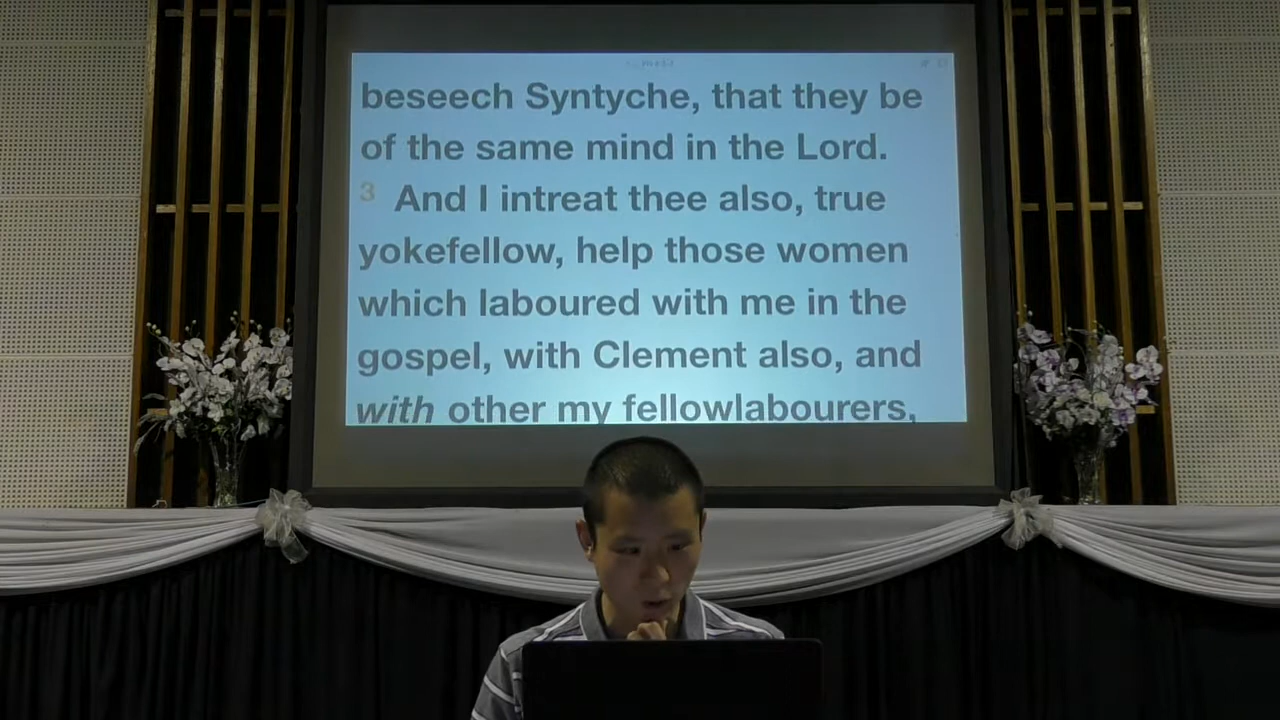 beseech Syntyche, that they be
of the same mind in the Lord.
3 And I intreat thee also, true
yokefellow, help those women
which laboured with me in the
gospel, with Clement also, and
with other my fellowlabourers,